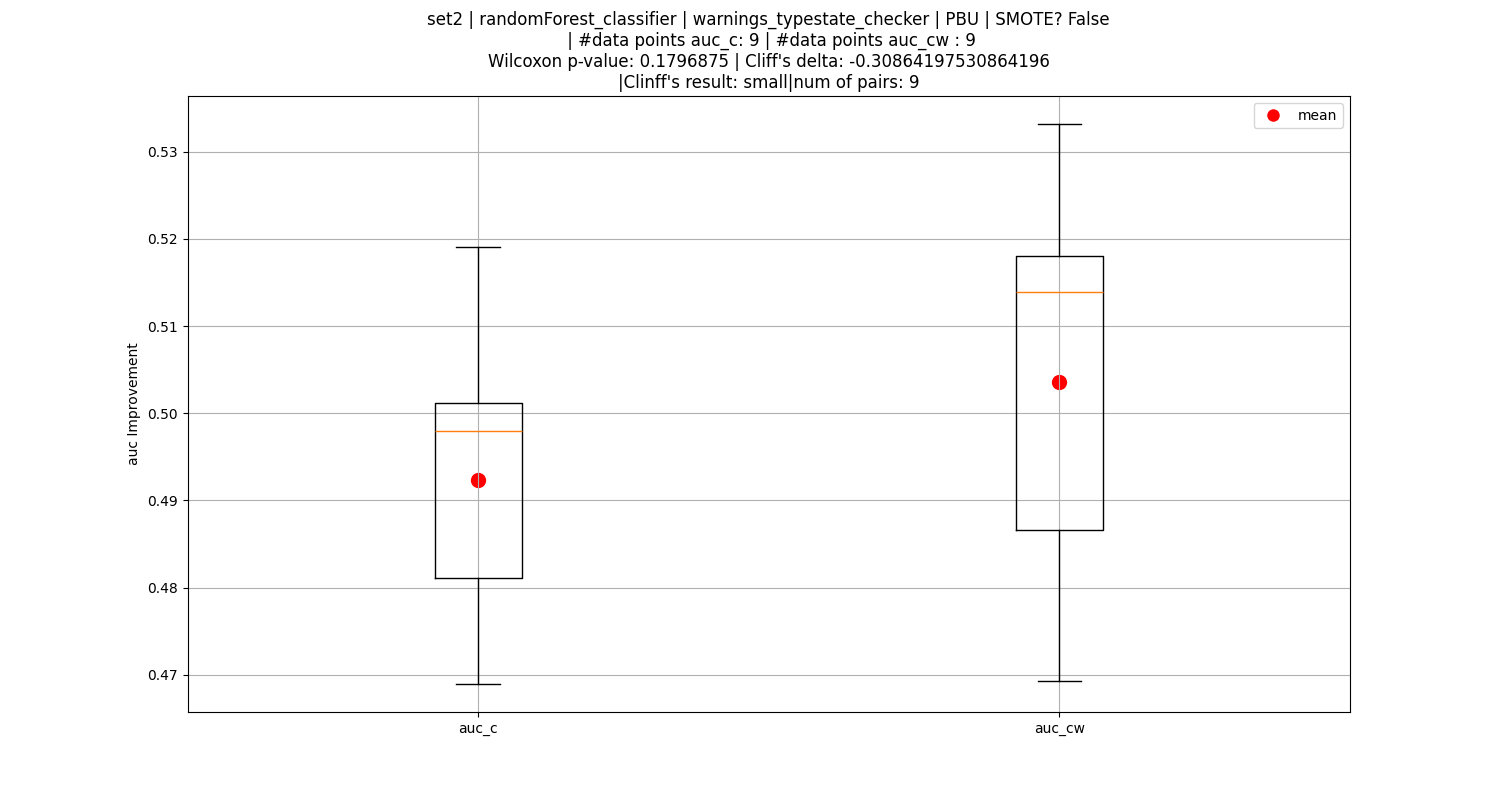 set2 | randomForest_classifier | warnings_typestate_checker | PBU | SMOTE? False
| #data points auc_c: 9 | #data points auc_cw : 9
Wilcoxon p-value: 0.1796875 | Cliff's delta: -0.30864197530864196
|Clinff's result: small|num of pairs: 9
mean
0.53
0.52
0.51
0.50
0.49
0.48
0.47
auc Improvement
auc_c
auc_cw